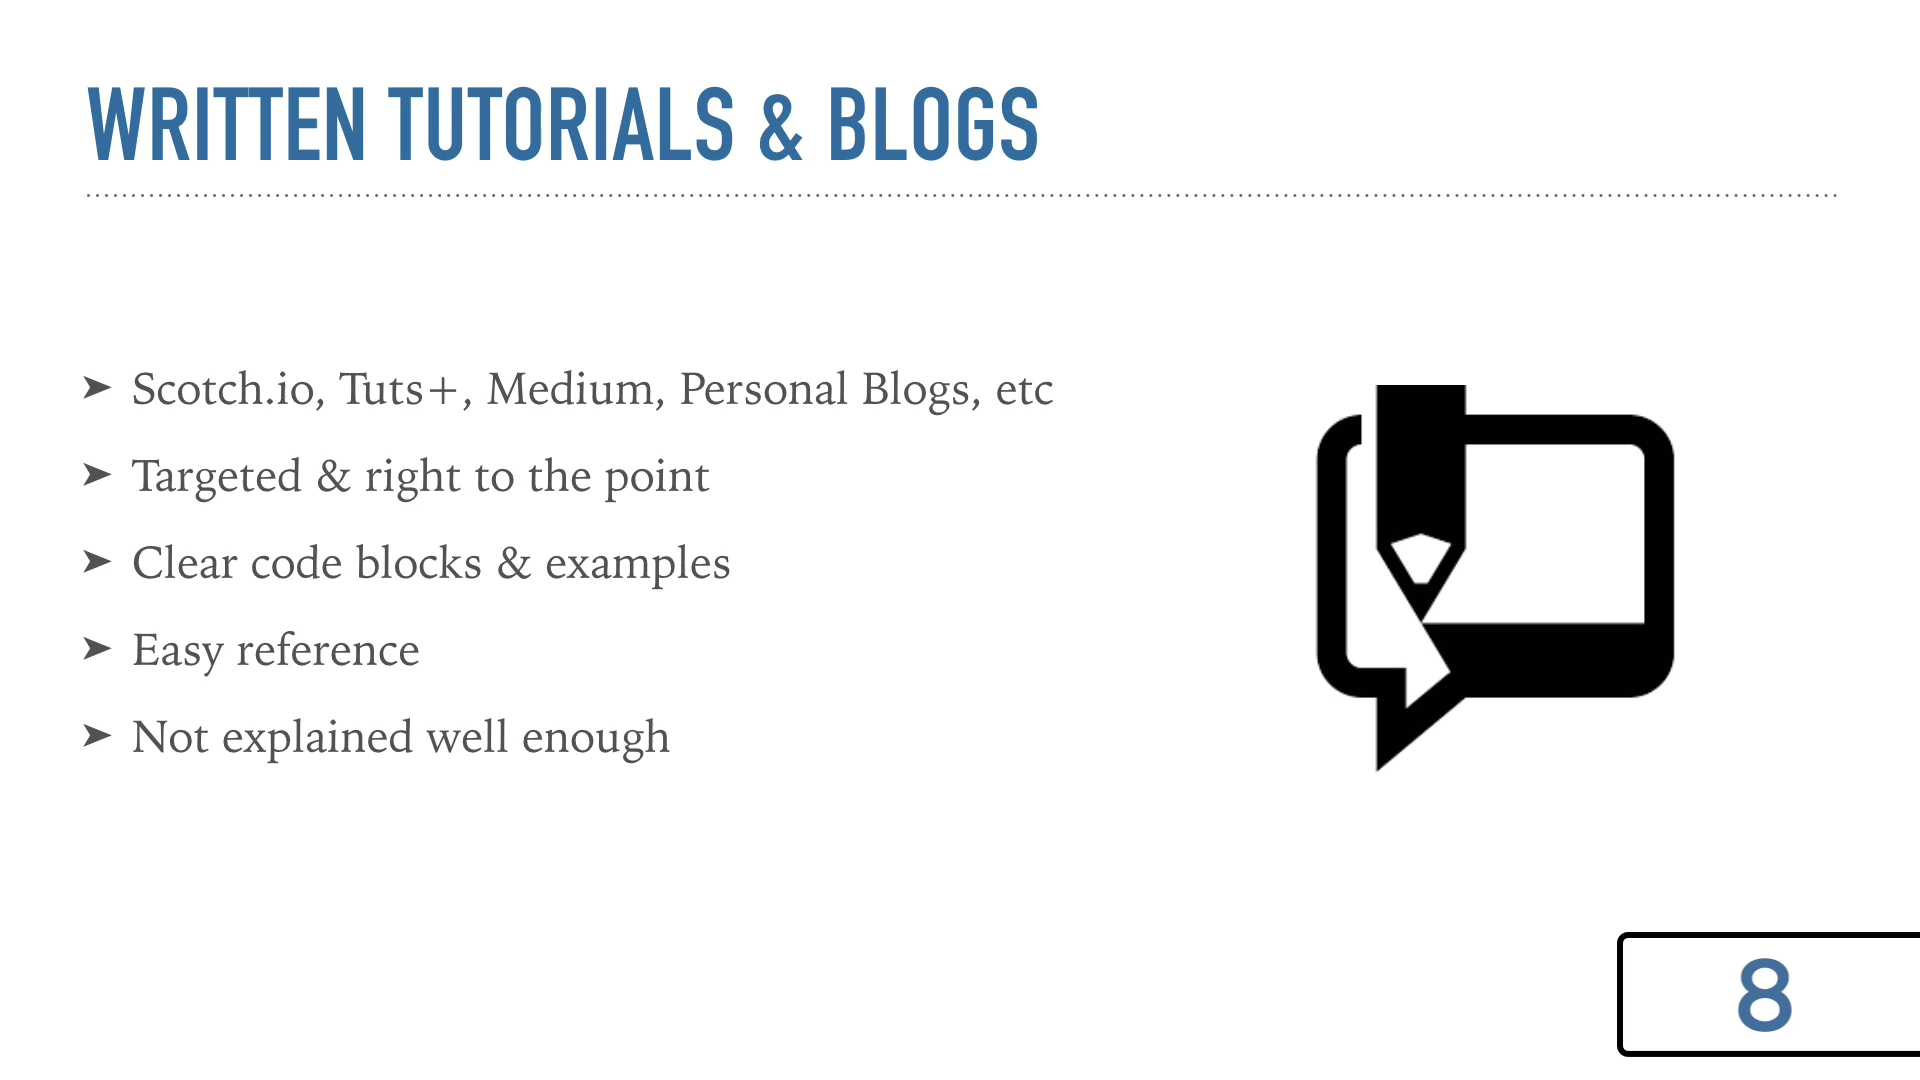 WRITTEN TUTORIALS & BLOGS
➤ Scotch.io, Tuts+, Medium, Personal Blogs, etc
➤ Targeted & right to the point
➤ Clear code blocks & examples
➤ Easy reference
➤ Not explained well enough
8